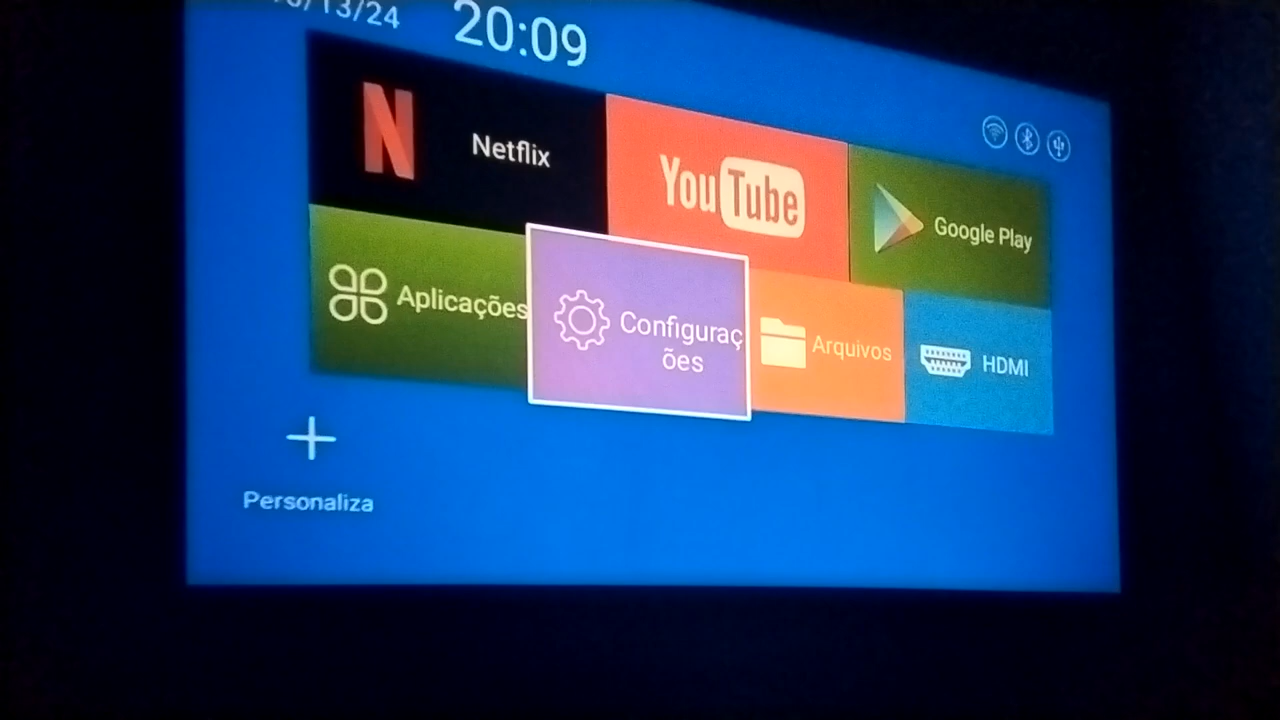 20:09
Netflix
YouTube
Google Play
Aplicações
Configuraç
ões
Arquivos
HDMI
Personaliza